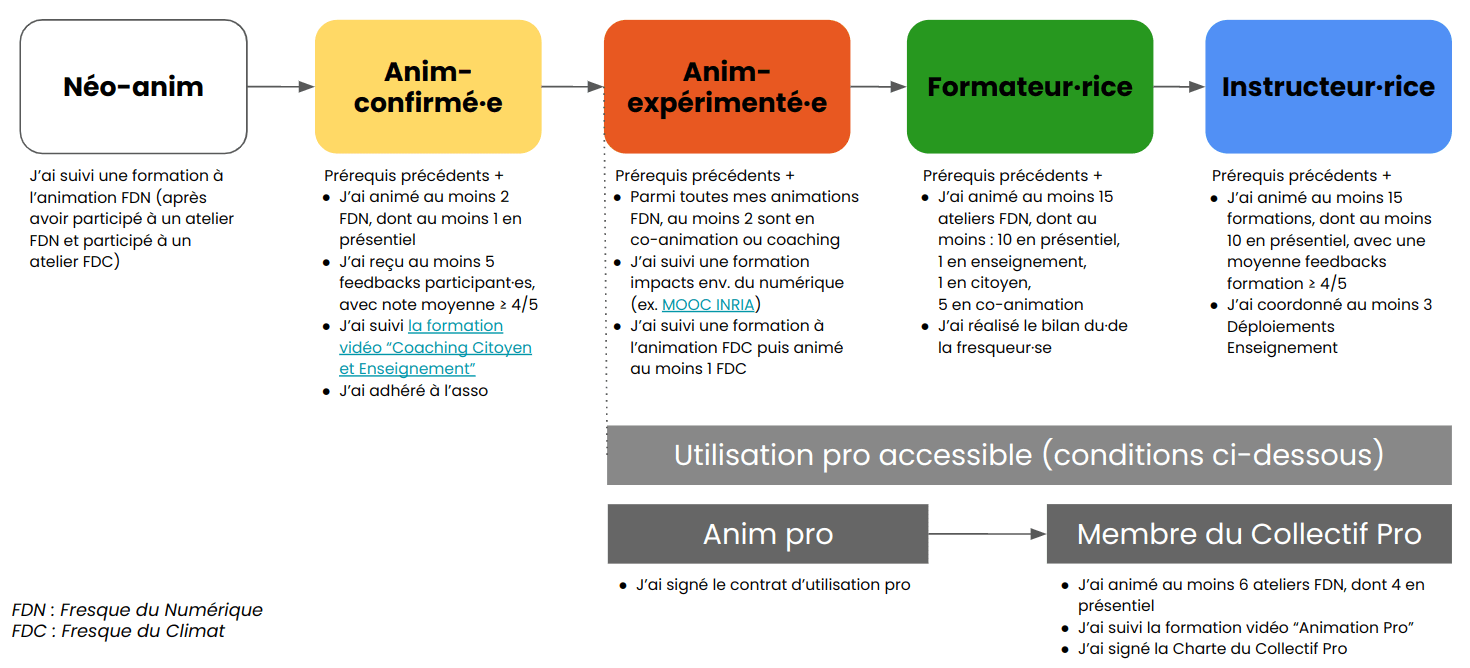 Néo-anim
J’ai suivi une formation à
l’animation FDN (après
avoir participé à un atelier
FDN et participé à un
atelier FDC)
Anim-
confirmé·e
Prérequis précédents +
● J’ai animé au moins 2
FDN, dont au moins 1 en
présentiel
● J’ai reçu au moins 5
feedbacks participant·es,
avec note moyenne ≥ 4/5
● J’ai suivi la formation
vidéo “Coaching Citoyen
et Enseignement”
● J’ai adhéré à l’asso
Anim-
expérimenté·e
Prérequis précédents +
● Parmi toutes mes animations
FDN, au moins 2 sont en
co-animation ou coaching
● J’ai suivi une formation
impacts env. du numérique
(ex. MOOC INRIA)
● J’ai suivi une formation à
l’animation FDC puis animé
au moins 1 FDC
Formateur·rice
Prérequis précédents +
● J’ai animé au moins 15
ateliers FDN, dont au
moins : 10 en présentiel,
1 en enseignement,
1 en citoyen,
5 en co-animation
● J’ai réalisé le bilan du·de
la fresqueur·se
Instructeur·rice
Prérequis précédents +
● J’ai animé au moins 15
formations, dont au moins
10 en présentiel, avec une
moyenne feedbacks
formation ≥ 4/5
● J’ai coordonné au moins 3
Déploiements
Enseignement
Utilisation pro accessible (conditions ci-dessous)
Anim pro
● J’ai signé le contrat d’utilisation pro
Membre du Collectif Pro
● J’ai animé au moins 6 ateliers FDN, dont 4 en
présentiel
● J’ai suivi la formation vidéo “Animation Pro”
● J’ai signé la Charte du Collectif Pro
FDN : Fresque du Numérique
FDC : Fresque du Climat